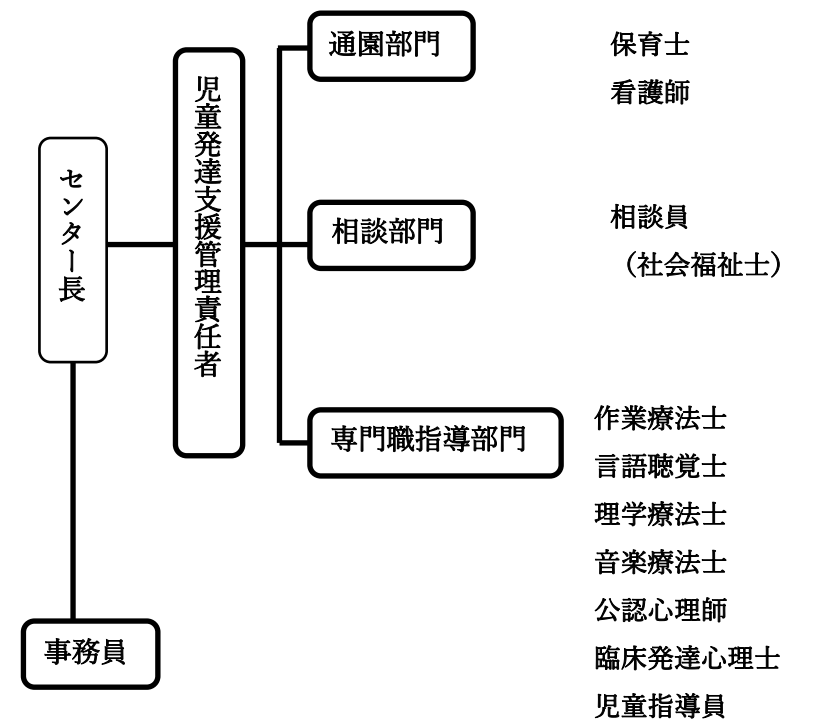 センター長
児童発達支援管理責任者
通園部門
保育士
看護師
相談部門
相談員
（社会福祉士）
専門職指導部門
作業療法士
言語聴覚士
理学療法士
音楽療法士
公認心理師
臨床発達心理士
児童指導員
事務員